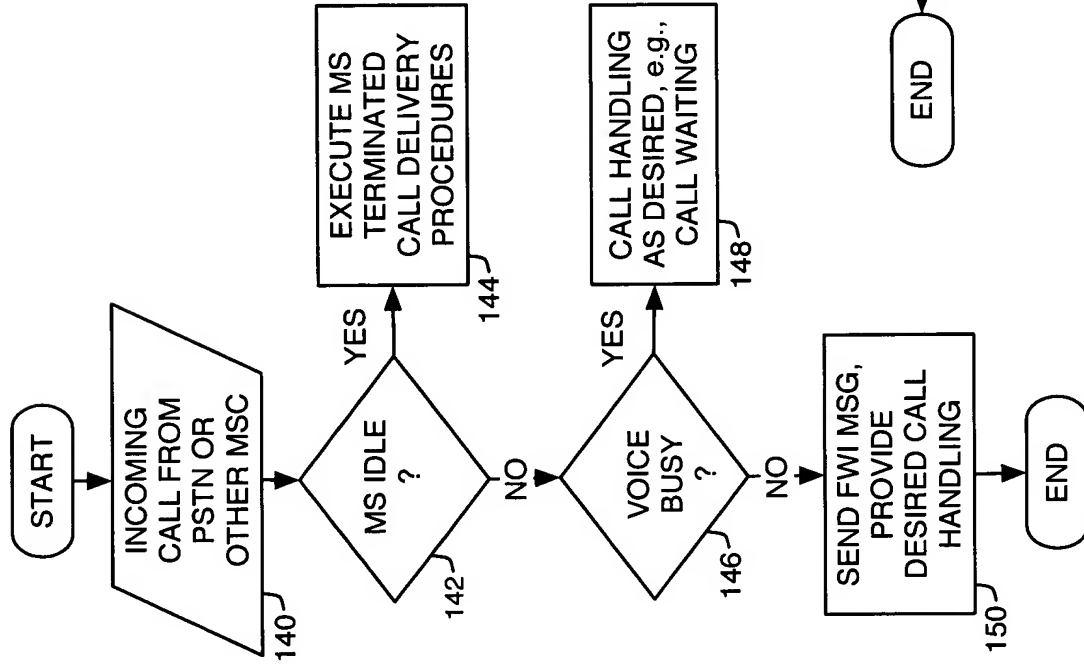 START
INCOMING
CALL FROM
PSTN OR
OTHER MSC
140
MS IDLE
?
142
YES
EXECUTE MS
TERMINATED
CALL DELIVERY
PROCEDURES
144
NO
VOICE
BUSY
?
146
YES
CALL HANDLING
AS DESIRED, e.g.,
CALL WAITING
148
NO
SEND FWI MSG,
PROVIDE
DESIRED CALL
HANDLING
150
END
END